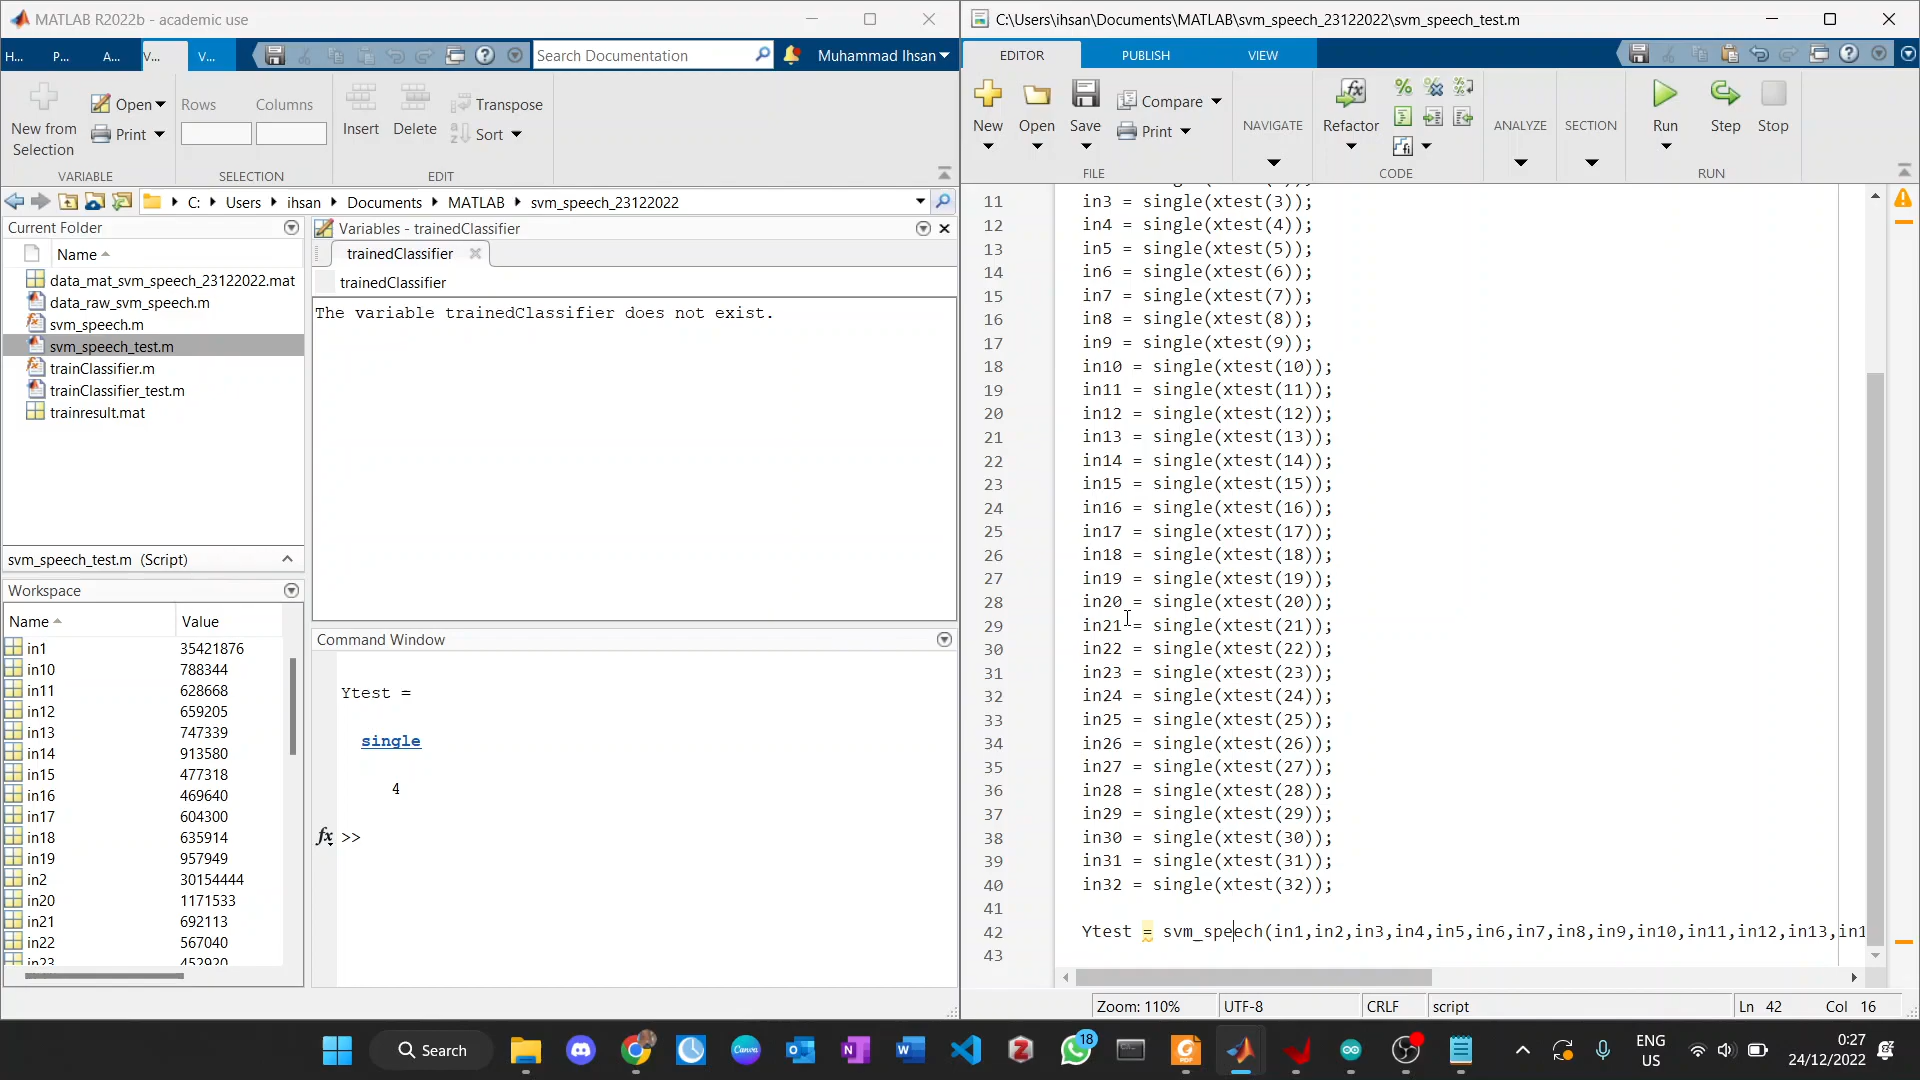 MATLAB R2022b - academic use
H... P... A... V... V...
Search Documentation
Muhammad Ihsan
New from
Selection
Open
Print
Rows Columns
Insert
Delete
Transpose
Sort
VARIABLE SELECTION EDIT
C: Users ihsan Documents MATLAB svm_speech_23122022
Current Folder
Name
data_mat_svm_speech_23122022.mat
data_raw_svm_speech.m
svm_speech.m
svm_speech_test.m
trainClassifier.m
trainClassifier_test.m
trainresult.mat
svm_speech_test.m (Script)
Workspace
Name Value
in1 35421876
in10 788344
in11 628668
in12 659205
in13 747339
in14 913580
in15 477318
in16 469640
in17 604300
in18 635914
in19 957949
in2 30154444
in20 1171533
in21 692113
in22 567040
in23 452920
Variables - trainedClassifier
trainedClassifier
trainedClassifier
The variable trainedClassifier does not exist.
Command Window
Ytest =
single
4
fx >>
C:\Users\ihsan\Documents\MATLAB\svm_speech_23122022\svm_speech_test.m
EDITOR PUBLISH VIEW
New
Open
Save
Compare
Print
NAVIGATE
Refactor
ANALYZE
SECTION
Run
Step
Stop
FILE CODE RUN
11 in3 = single(xtest(3));
12 in4 = single(xtest(4));
13 in5 = single(xtest(5));
14 in6 = single(xtest(6));
15 in7 = single(xtest(7));
16 in8 = single(xtest(8));
17 in9 = single(xtest(9));
18 in10 = single(xtest(10));
19 in11 = single(xtest(11));
20 in12 = single(xtest(12));
21 in13 = single(xtest(13));
22 in14 = single(xtest(14));
23 in15 = single(xtest(15));
24 in16 = single(xtest(16));
25 in17 = single(xtest(17));
26 in18 = single(xtest(18));
27 in19 = single(xtest(19));
28 in20 = single(xtest(20));
29 in21 = single(xtest(21));
30 in22 = single(xtest(22));
31 in23 = single(xtest(23));
32 in24 = single(xtest(24));
33 in25 = single(xtest(25));
34 in26 = single(xtest(26));
35 in27 = single(xtest(27));
36 in28 = single(xtest(28));
37 in29 = single(xtest(29));
38 in30 = single(xtest(30));
39 in31 = single(xtest(31));
40 in32 = single(xtest(32));
41
42 Ytest = svm_speech(in1,in2,in3,in4,in5,in6,in7,in8,in9,in10,in11,in12,in13,in1
43
Zoom: 110% UTF-8 CRLF script Ln 42 Col 16
Search
18
ENG
US
0:27
24/12/2022